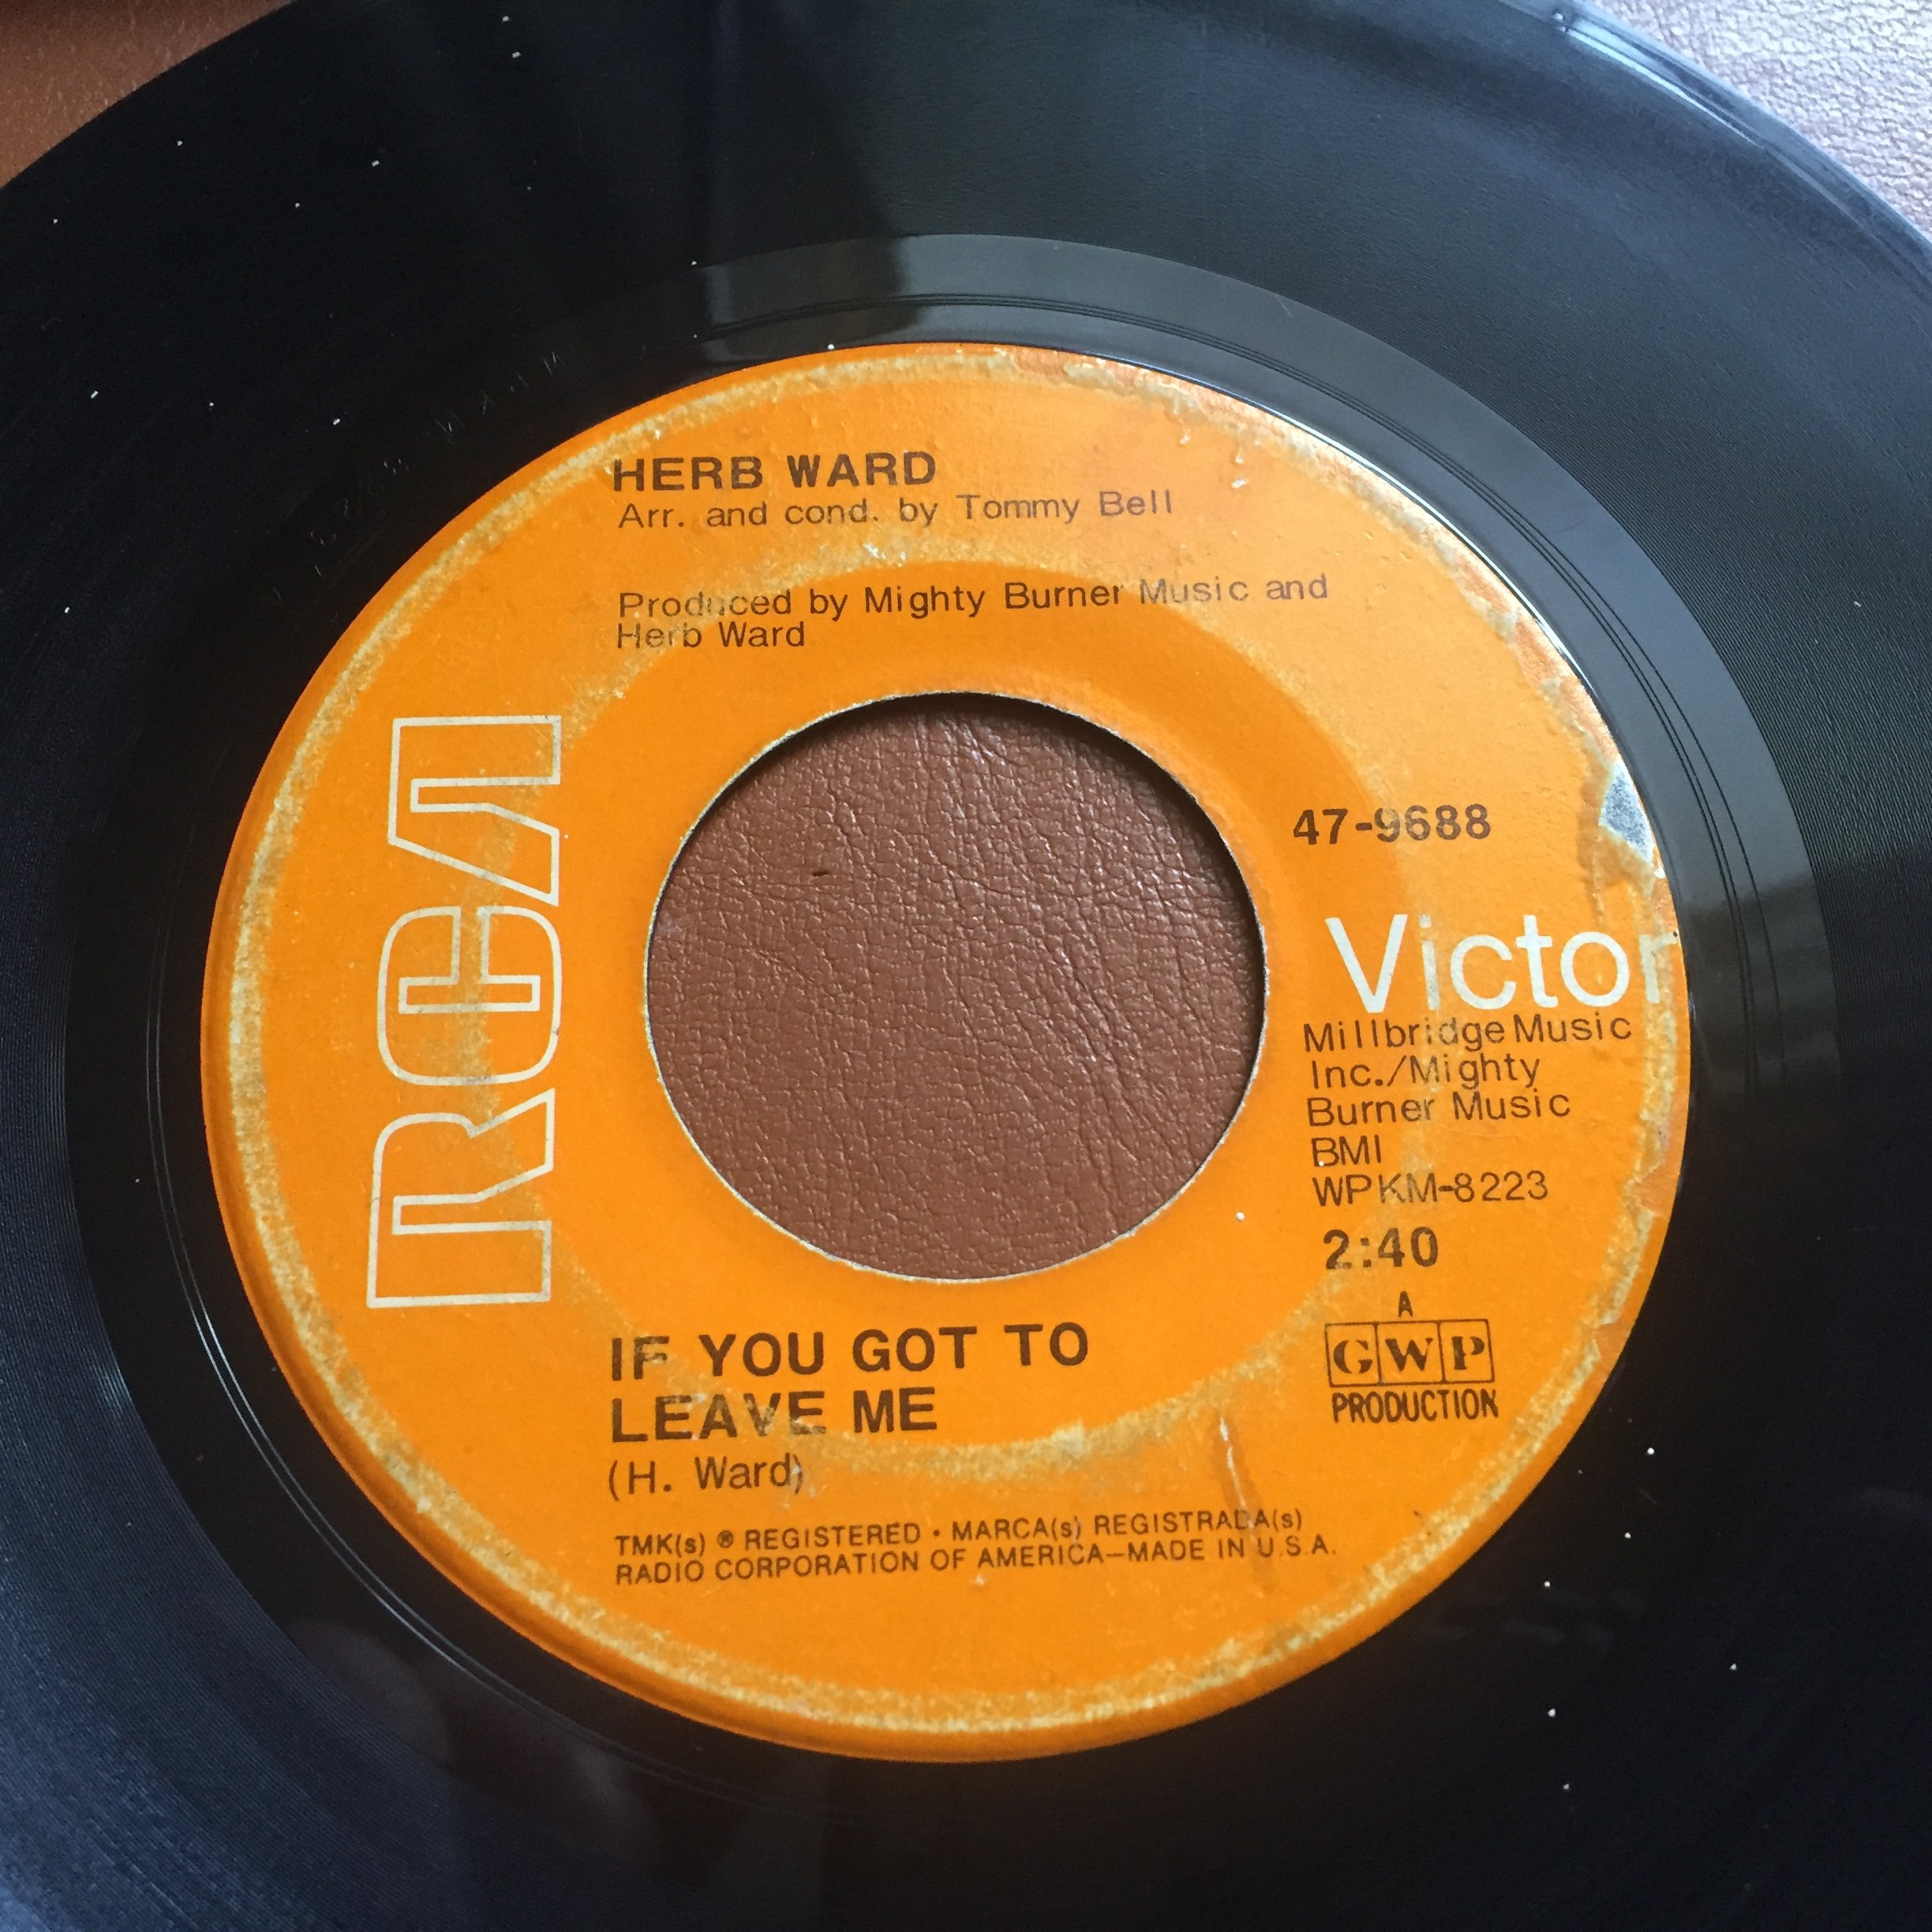 HERB WARD
Arr. and cond. by Tommy Bell
Produced by Mighty Burner Music and
Herb Ward
RCA
47-9688
Victor
Millbridge Music
Inc./Mighty
Burner Music
BMI
WPKM-8223
2:40
A
GWP
PRODUCTION
IF YOU GOT TO
LEAVE ME
(H. Ward)
TMK(s) ® REGISTERED • MARCA(s) REGISTRADA(s)
RADIO CORPORATION OF AMERICA—MADE IN U.S.A.